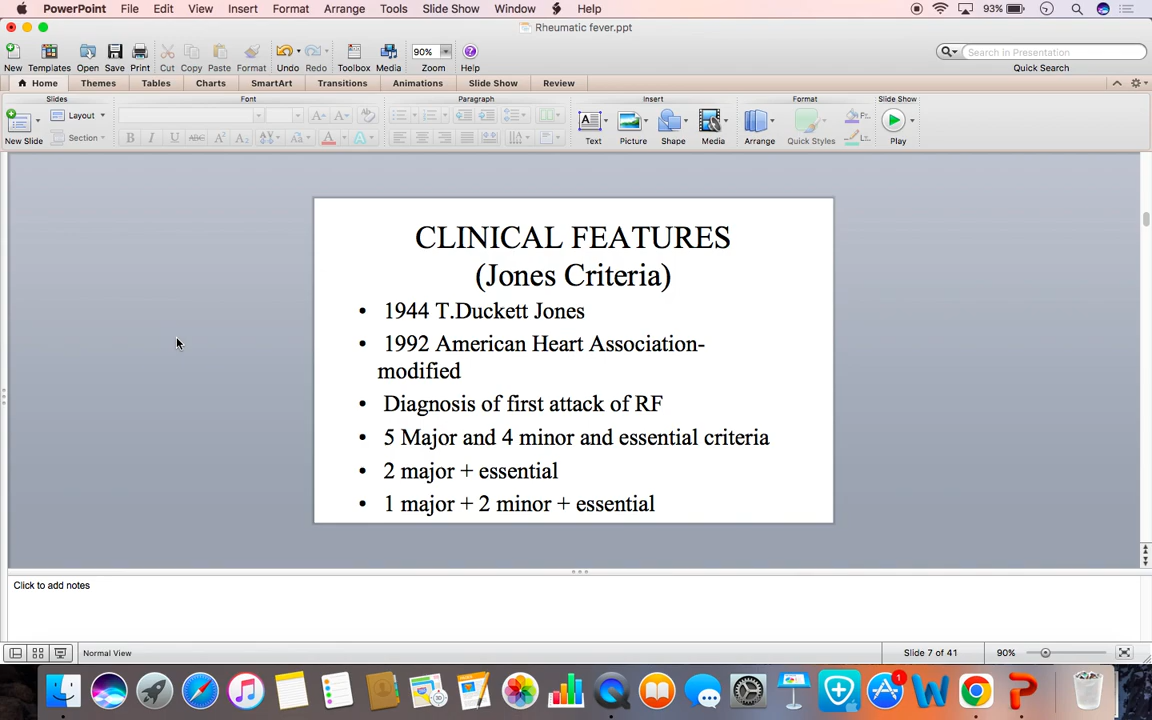 PowerPoint File Edit View Insert Format Arrange Tools Slide Show Window Help 93%
Rheumatic fever.ppt
90% Search in Presentation
New Templates Open Save Print Cut Copy Paste Format Undo Redo Toolbox Media Zoom Help Quick Search
Home Themes Tables Charts SmartArt Transitions Animations Slide Show Review
Slides Font Paragraph Insert Format Slide Show
Layout
New Slide Section Text Picture Shape Media Arrange Quick Styles Play
CLINICAL FEATURES
(Jones Criteria)
• 1944 T.Duckett Jones
• 1992 American Heart Association-
modified
• Diagnosis of first attack of RF
• 5 Major and 4 minor and essential criteria
• 2 major + essential
• 1 major + 2 minor + essential
Click to add notes
Normal View Slide 7 of 41 90%